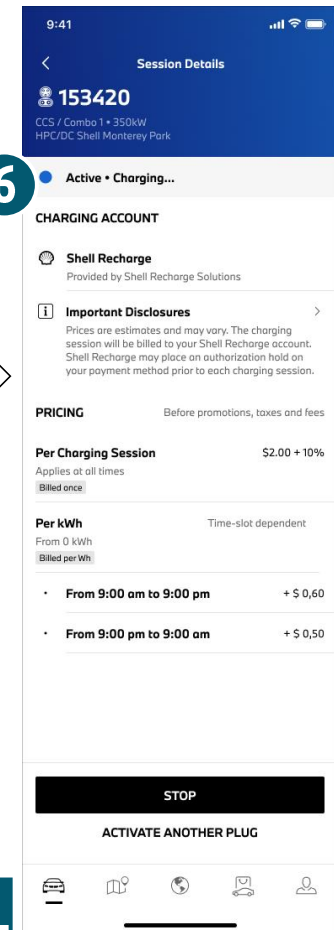 9:41
Session Details
153420
CCS / Combo 1 • 350kW
HPC/DC Shell Monterey Park
6
Active • Charging...
CHARGING ACCOUNT
Shell Recharge
Provided by Shell Recharge Solutions
i
Important Disclosures
Prices are estimates and may vary. The charging
session will be billed to your Shell Recharge account.
Shell Recharge may place an authorization hold on
your payment method prior to each charging session.
PRICING Before promotions, taxes and fees
Per Charging Session $2.00 + 10%
Applies at all times
Billed once
Per kWh Time-slot dependent
From 0 kWh
Billed per Wh
• From 9:00 am to 9:00 pm + $ 0,60
• From 9:00 pm to 9:00 am + $ 0,50
STOP
ACTIVATE ANOTHER PLUG